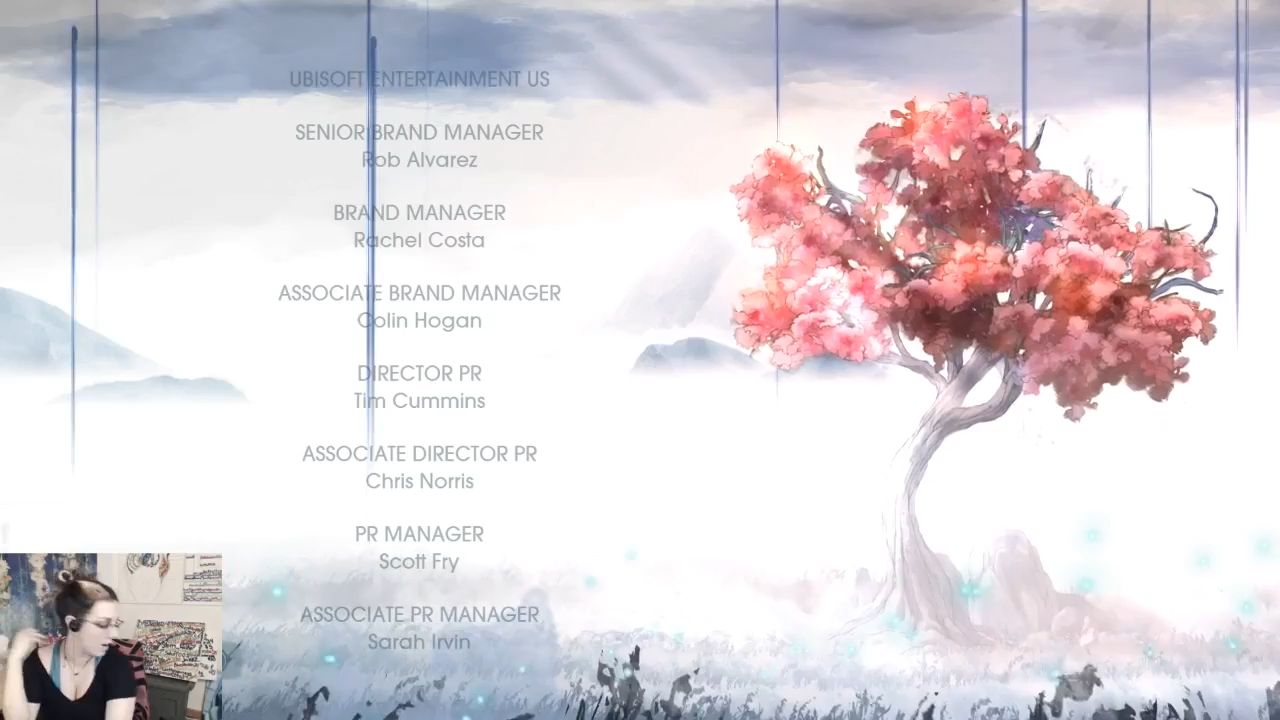 UBISOFT ENTERTAINMENT US
SENIOR BRAND MANAGER
Rob Alvarez
BRAND MANAGER
Rachel Costa
ASSOCIATE BRAND MANAGER
Colin Hogan
DIRECTOR PR
Tim Cummins
ASSOCIATE DIRECTOR PR
Chris Norris
PR MANAGER
Scott Fry
ASSOCIATE PR MANAGER
Sarah Irvin